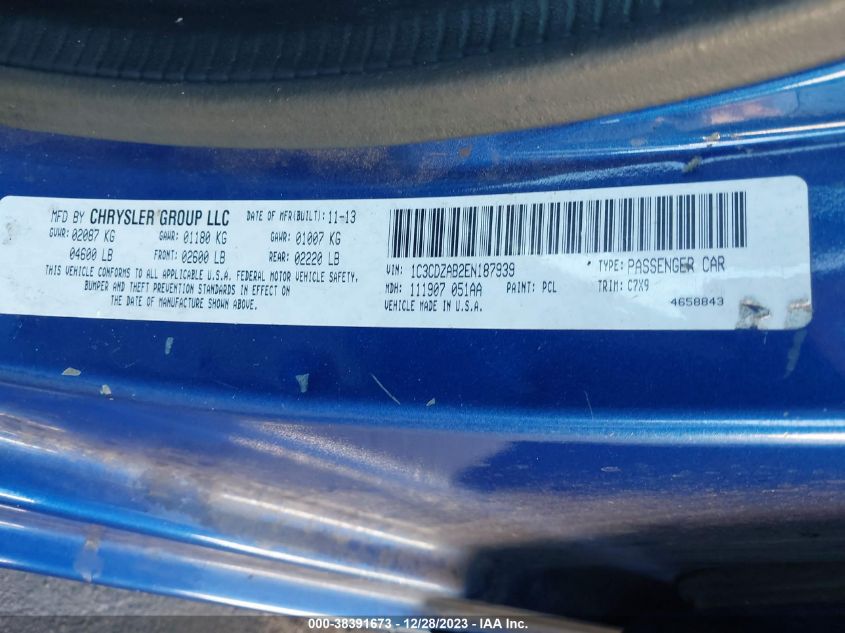 MFD BY CHRYSLER GROUP LLC DATE OF MFR(BUILT): 11-13
GVWR: 02087 KG GAWR: 01180 KG GAWR: 01007 KG
04600 LB FRONT: 02600 LB REAR: 02220 LB
THIS VEHICLE CONFORMS TO ALL APPLICABLE U.S.A. FEDERAL MOTOR VEHICLE SAFETY,
BUMPER AND THEFT PREVENTION STANDARDS IN EFFECT ON
THE DATE OF MANUFACTURE SHOWN ABOVE.
VIN: 1C3CDZAB2EN187939 TYPE: PASSENGER CAR
MDH: 111907 051AA PAINT: PCL TRIM: C7X9
VEHICLE MADE IN U.S.A. 4658843
000-38391673 - 12/28/2023 - IAA Inc.